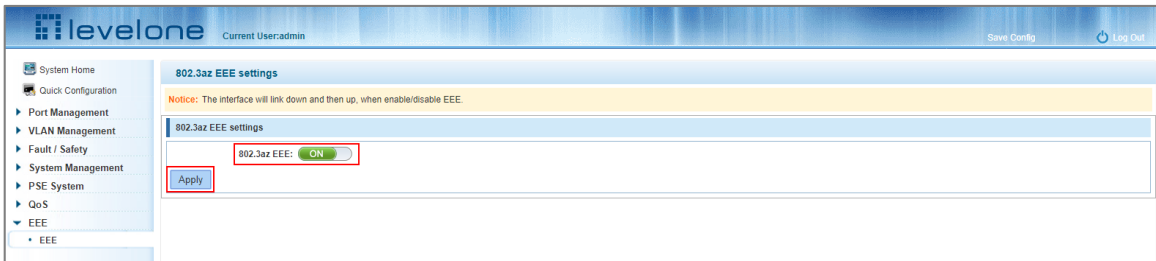 levelone Current User:admin Save Config Log Out
System Home
Quick Configuration
Port Management
VLAN Management
Fault / Safety
System Management
PSE System
QoS
EEE
EEE
802.3az EEE settings
Notice: The interface will link down and then up, when enable/disable EEE.
802.3az EEE settings
802.3az EEE: ON
Apply